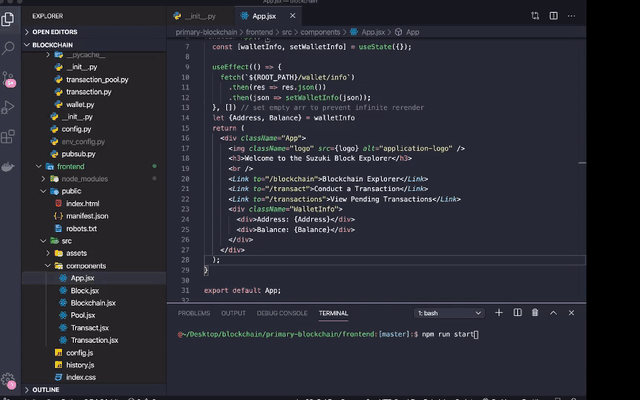 App.jsx — blockchain
EXPLORER
OPEN EDITORS
BLOCKCHAIN
__pycache__
__init__.py
transaction_pool.py
transaction.py
wallet.py
__init__.py
config.py
env_config.py
pubsub.py
frontend
node_modules
public
index.html
manifest.json
robots.txt
src
assets
components
App.jsx
Block.jsx
Blockchain.jsx
Pool.jsx
Transact.jsx
Transaction.jsx
config.js
history.js
index.css
OUTLINE
__init__.py
App.jsx
primary-blockchain > frontend > src > components > App.jsx > App
7 const [walletInfo, setWalletInfo] = useState({});
8
9 useEffect(() => {
10 fetch(`${ROOT_PATH}/wallet/info`)
11 .then(res => res.json())
12 .then(json => setWalletInfo(json));
13 }, []) // set empty arr to prevent infinite rerender
14 let {Address, Balance} = walletInfo
15 return (
16 <div className="App">
17 <img className="logo" src={logo} alt="application-logo" />
18 <h3>Welcome to the Suzuki Block Explorer</h3>
19 <br />
20 <Link to="/blockchain">Blockchain Explorer</Link>
21 <Link to="/transact">Conduct a Transaction</Link>
22 <Link to="/transactions">View Pending Transactions</Link>
23 <div className="WalletInfo">
24 <div>Address: {Address}</div>
25 <div>Balance: {Balance}</div>
26 </div>
27 </div>
28 );
29 }
30
31 export default App;
32
PROBLEMS OUTPUT DEBUG CONSOLE TERMINAL 1: bash
@~/Desktop/blockchain/primary-blockchain/frontend:[master]:$ npm run start